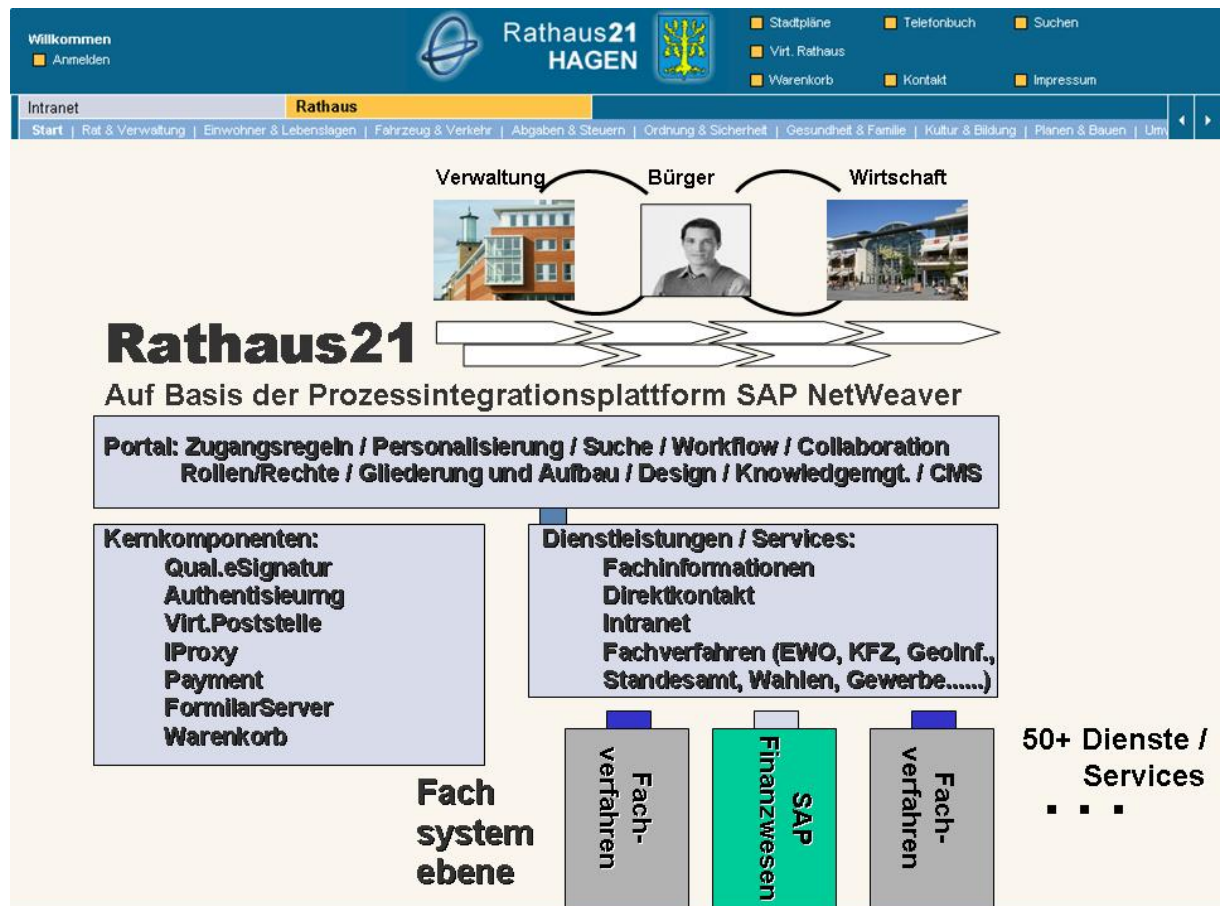 Willkommen
Anmelden
Rathaus21
HAGEN
Stadtpläne
Telefonbuch
Suchen
Virt. Rathaus
Warenkorb
Kontakt
Impressum
Intranet
Rathaus
Start | Rat & Verwaltung | Einwohner & Lebenslagen | Fahrzeug & Verkehr | Abgaben & Steuern | Ordnung & Sicherheit | Gesundheit & Familie | Kultur & Bildung | Planen & Bauen |
Verwaltung
Bürger
Wirtschaft
Rathaus21
Auf Basis der Prozessintegrationsplattform SAP NetWeaver
Portal: Zugangsregeln / Personalisierung / Suche / Workflow / Collaboration
Rollen/Rechte / Gliederung und Aufbau / Design / Knowledgemgt. / CMS
Kernkomponenten:
Qual.eSignatur
Authentisieurng
Virt.Poststelle
IProxy
Payment
FormilarServer
Warenkorb
Dienstleistungen / Services:
Fachinformationen
Direktkontakt
Intranet
Fachverfahren (EWO, KFZ, GeoInf.,
Standesamt, Wahlen, Gewerbe......)
Fach
system
ebene
Fach-
verfahren
SAP
Finanzwesen
Fach-
verfahren
50+ Dienste /
Services
. . .